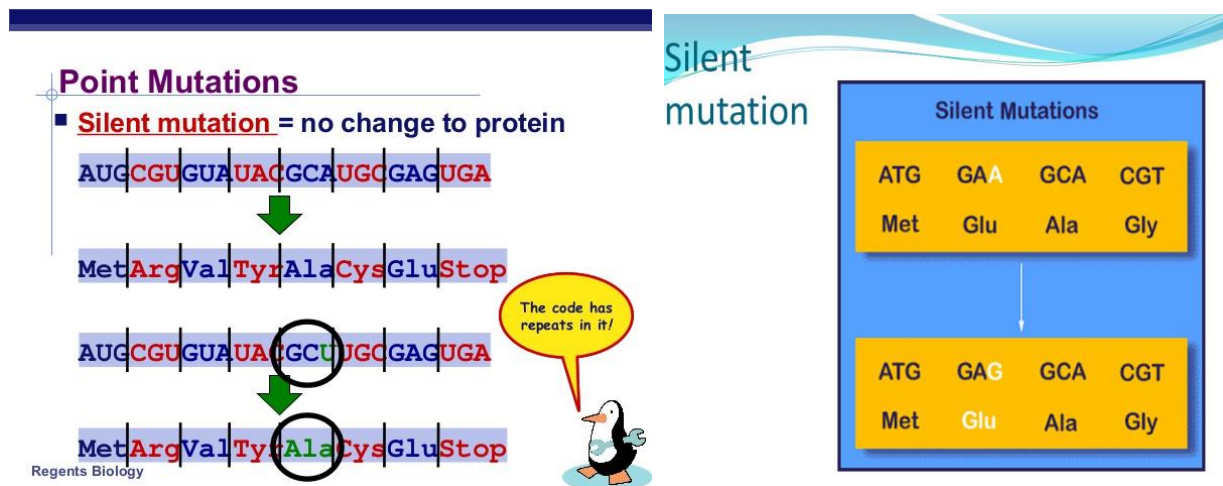 Point Mutations
Silent mutation = no change to protein
AUGCGUGUAUACGCAUGCGAGUGA
MetArgValTyrAlaCysGluStop
The code has
repeats in it!
AUGCGUGUAUACGCUUGCGAGUGA
MetArgValTyrAlaCysGluStop
Regents Biology
Silent
mutation
Silent Mutations
ATG GAA GCA CGT
Met Glu Ala Gly
ATG GAG GCA CGT
Met Glu Ala Gly